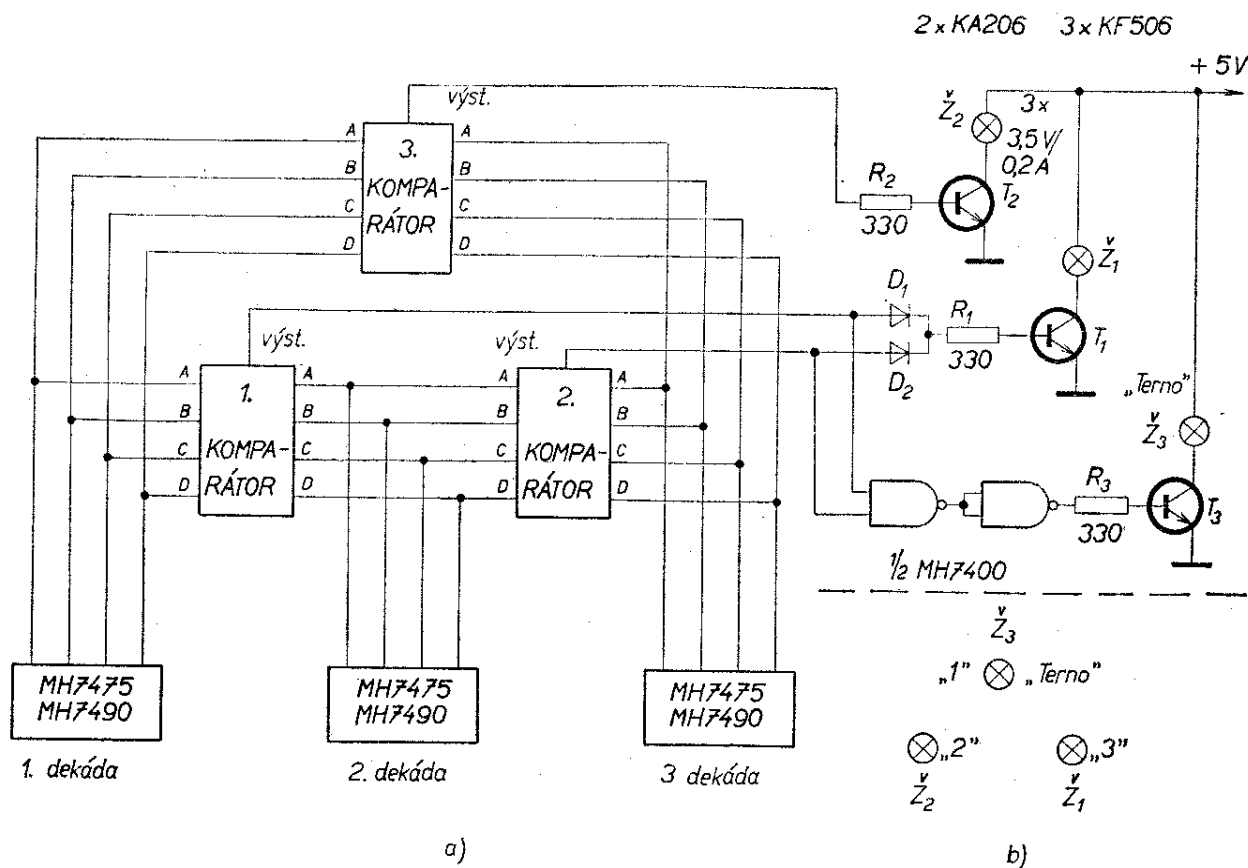 2 x KA206 3 x KF506
+ 5V
výst.
Ž2
3 x
3,5 V/
0,2 A
A
B
C
D
3.
KOMPA-
RÁTOR
A
B
C
D
R2
330
T2
Ž1
D1
D2
R1
330
T1
výst.
výst.
A
B
C
D
1.
KOMPA-
RÁTOR
A
B
C
D
A
B
C
D
2.
KOMPA-
RÁTOR
A
B
C
D
„Terno”
Ž3
R3
330
T3
1/2 MH7400
MH7475
MH7490
MH7475
MH7490
MH7475
MH7490
1. dekáda
2. dekáda
3 dekáda
Ž3
„1” „Terno”
„2” „3”
Ž2 Ž1
a)
b)